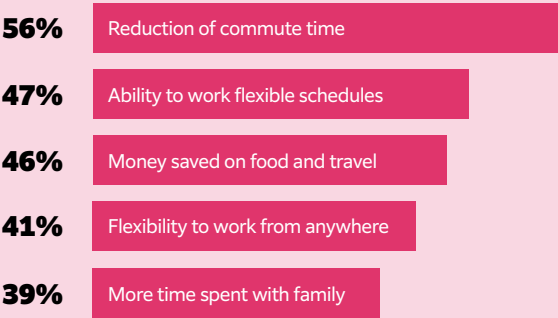 56% Reduction of commute time
47% Ability to work flexible schedules
46% Money saved on food and travel
41% Flexibility to work from anywhere
39% More time spent with family